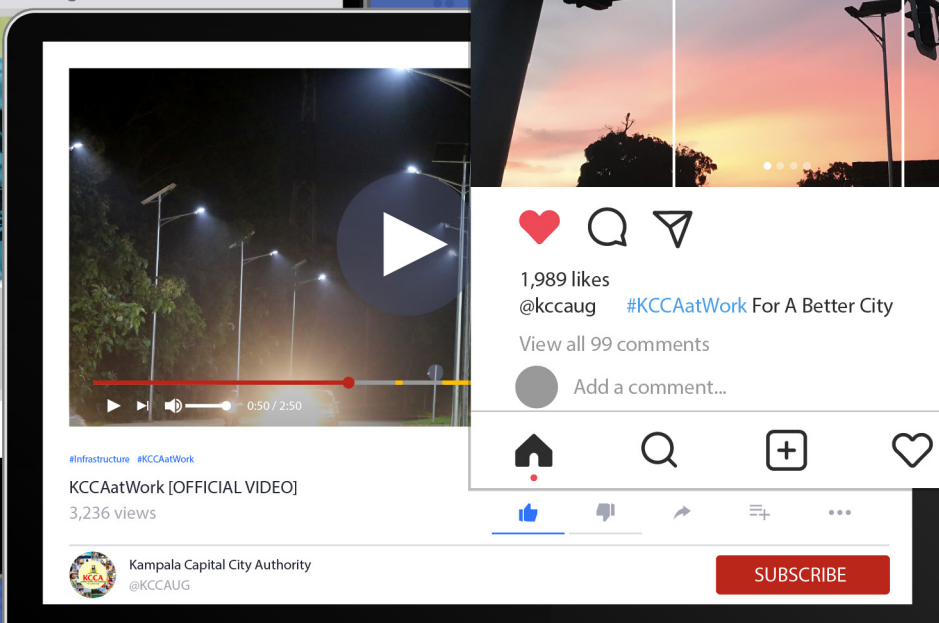 0:50 / 2:50
#Infrastructure #KCCAatWork
KCCAatWork [OFFICIAL VIDEO]
3,236 views
KCCA
Kampala Capital City Authority
@KCCAUG
SUBSCRIBE
1,989 likes
@kccaug #KCCAatWork For A Better City
View all 99 comments
Add a comment...